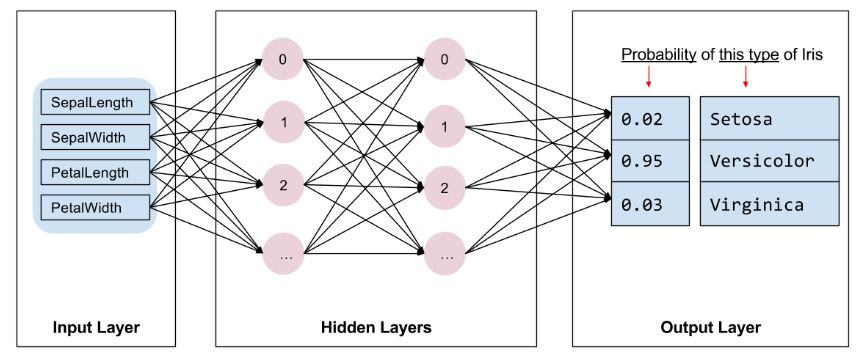 Probability of this type of Iris
SepalLength
SepalWidth
PetalLength
PetalWidth
0
1
2
...
0
1
2
...
0.02 Setosa
0.95 Versicolor
0.03 Virginica
Input Layer
Hidden Layers
Output Layer